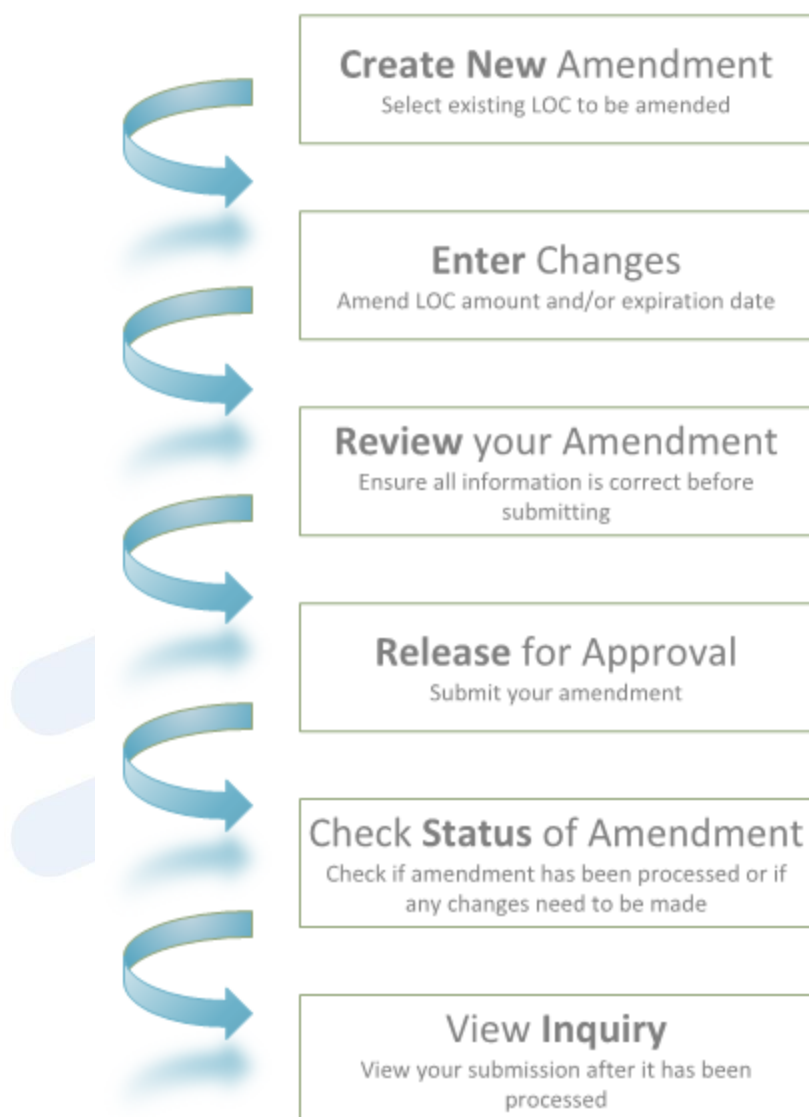 Create New Amendment
Select existing LOC to be amended
Enter Changes
Amend LOC amount and/or expiration date
Review your Amendment
Ensure all information is correct before
submitting
Release for Approval
Submit your amendment
Check Status of Amendment
Check if amendment has been processed or if
any changes need to be made
View Inquiry
View your submission after it has been
processed